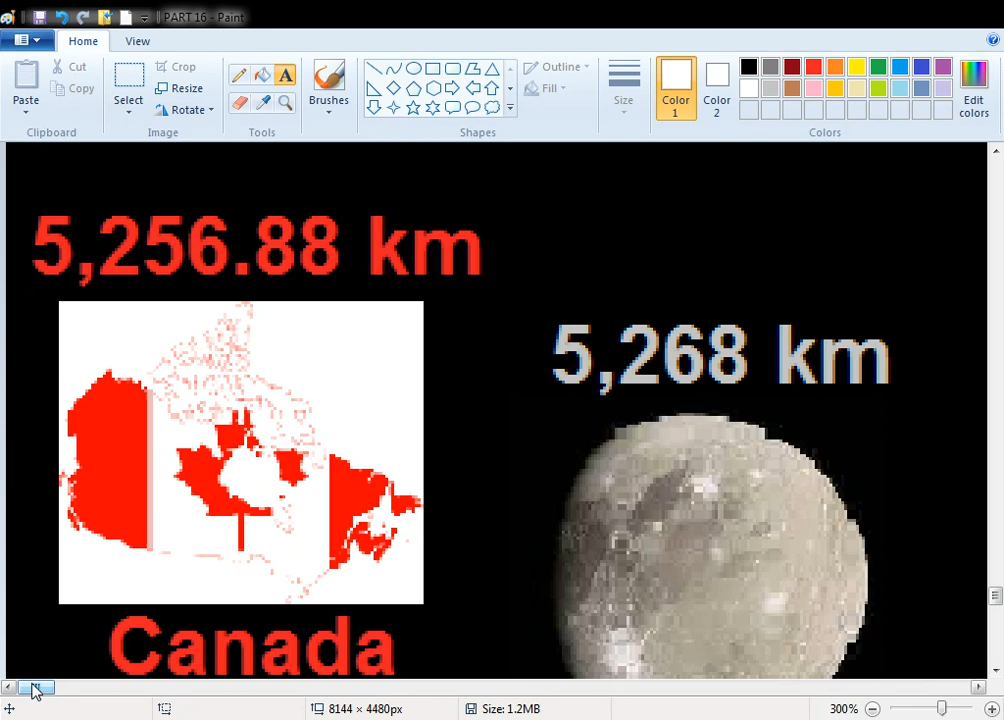 PART 16 - Paint
Home View
Paste
Cut
Copy
Clipboard
Select
Crop
Resize
Rotate
Image
A
Tools
Brushes
Outline
Fill
Shapes
Size
Color 1
Color 2
Edit colors
Colors
5,256.88 km
5,268 km
Canada
8144 × 4480px
Size: 1.2MB
300%